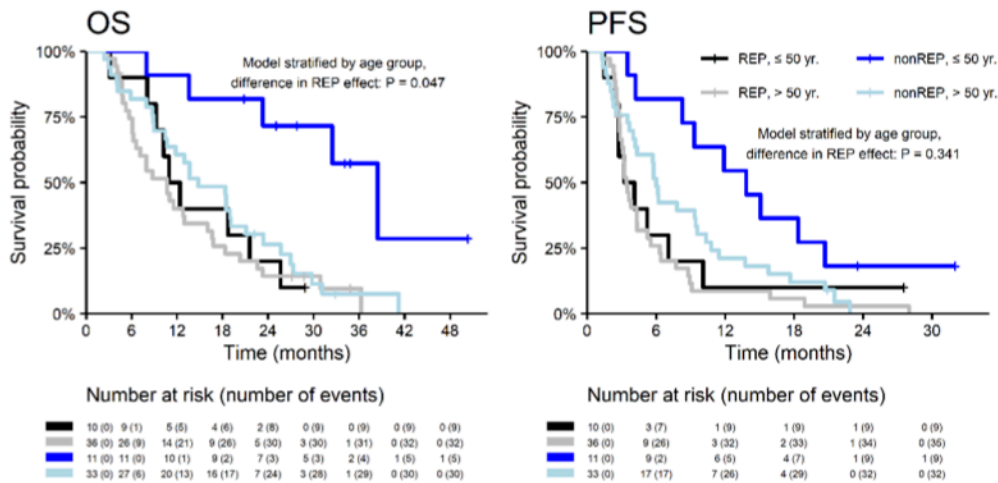 OS
100%
75%
50%
25%
0%
Survival probability
Model stratified by age group,
difference in REP effect: P = 0.047
0 6 12 18 24 30 36 42 48
Time (months)
Number at risk (number of events)
10 (0) 9 (1) 5 (5) 4 (6) 2 (8) 0 (9) 0 (9) 0 (9) 0 (9)
36 (0) 26 (9) 14 (21) 9 (26) 5 (30) 3 (30) 1 (31) 0 (32) 0 (32)
11 (0) 11 (0) 10 (1) 9 (2) 7 (3) 5 (3) 2 (4) 1 (5) 1 (5)
33 (0) 27 (6) 20 (13) 16 (17) 7 (24) 3 (28) 1 (29) 0 (30) 0 (30)
PFS
100%
75%
50%
25%
0%
Survival probability
REP, ≤ 50 yr. nonREP, ≤ 50 yr.
REP, > 50 yr. nonREP, > 50 yr.
Model stratified by age group,
difference in REP effect: P = 0.341
0 6 12 18 24 30
Time (months)
Number at risk (number of events)
10 (0) 3 (7) 1 (9) 1 (9) 1 (9) 0 (9)
36 (0) 9 (26) 3 (32) 2 (33) 1 (34) 0 (35)
11 (0) 9 (2) 6 (5) 4 (7) 1 (9) 1 (9)
33 (0) 17 (17) 7 (26) 4 (29) 0 (32) 0 (32)